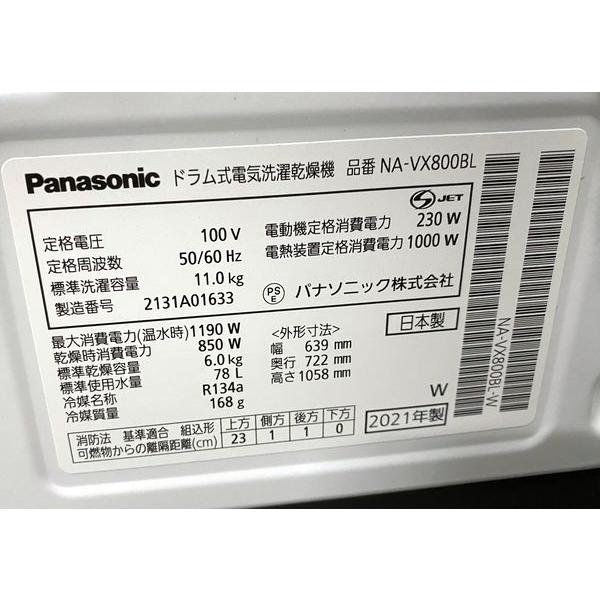 Panasonic ドラム式電気洗濯乾燥機 品番 NA-VX800BL
S JET
定格電圧 100 V 電動機定格消費電力 230 W
定格周波数 50/60 Hz 電熱装置定格消費電力 1000 W
標準洗濯容量 11.0 kg
製造番号 2131A01633 PSE パナソニック株式会社
最大消費電力(温水時) 1190 W <外形寸法> 日本製
乾燥時消費電力 850 W 幅 639 mm
標準乾燥容量 6.0 kg 奥行 722 mm
標準使用水量 78 L 高さ 1058 mm
冷媒名称 R134a
冷媒質量 168 g W
消防法 基準適合 組込形 上方 側方 後方 下方 2021年製
可燃物からの離隔距離(cm) 23 1 1 0
NA-VX800BL-W